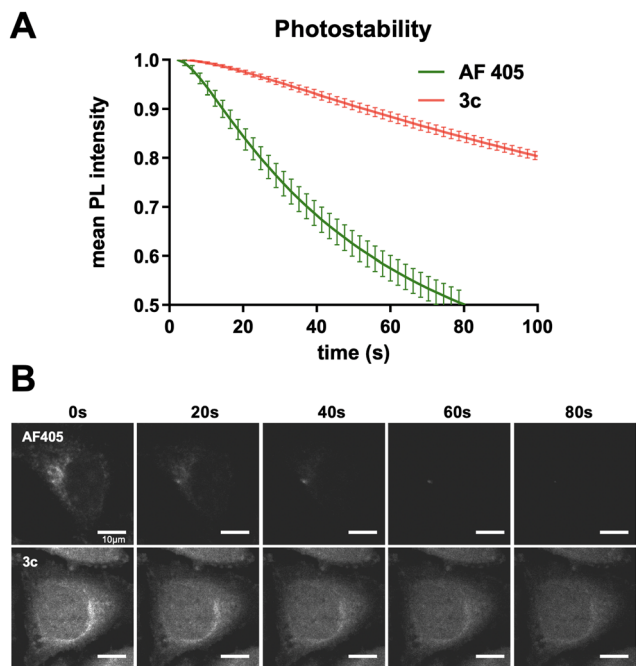 A
Photostability
AF 405
3c
1.0
0.9
0.8
0.7
0.6
0.5
mean PL intensity
0 20 40 60 80 100
time (s)
B
0s 20s 40s 60s 80s
AF405
10μm
3c